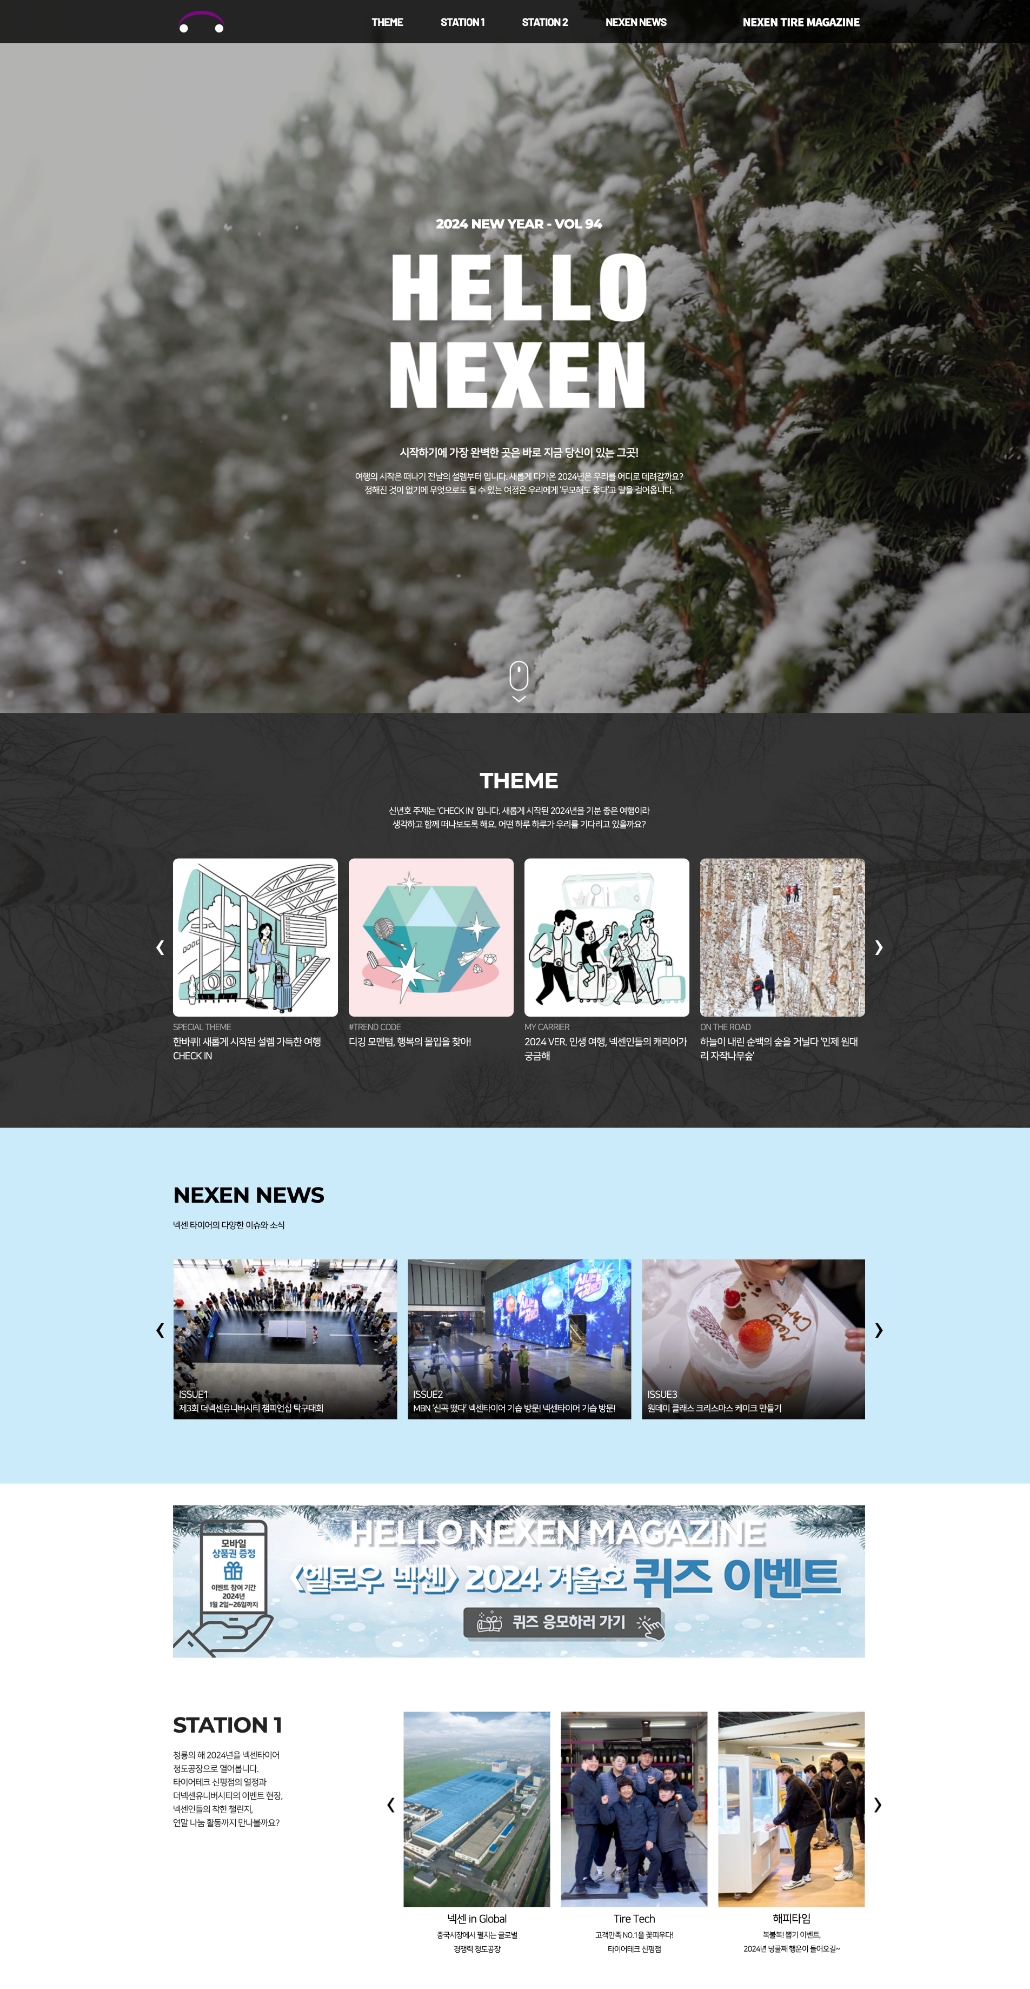 THEME
STATION 1
STATION 2
NEXEN NEWS
NEXEN TIRE MAGAZINE
2024 NEW YEAR - VOL 94
HELLO
NEXEN
시작하기에 가장 완벽한 곳은 바로 지금 당신이 있는 그곳!
여행의 시작은 떠나기 전날의 설렘부터 입니다. 새롭게 다가온 2024년은 우리를 어디로 데려갈까요?
정해진 것이 없기에 무엇으로도 될 수 있는 여정은 우리에게 '무모해도 좋다'고 말을 걸어옵니다.
THEME
신년호 주제는 'CHECK IN' 입니다. 새롭게 시작된 2024년을 기분 좋은 여행이라
생각하고 함께 떠나보도록 해요. 어떤 하루 하루가 우리를 기다리고 있을까요?
SPECIAL THEME
한바퀴! 새롭게 시작된 설렘 가득한 여행
CHECK IN
#TREND CODE
디깅 모멘텀, 행복의 몰입을 찾아!
MY CARRIER
2024 VER. 인생 여행, 넥센인들의 캐리어가
궁금해
ON THE ROAD
하늘이 내린 순백의 숲을 거닐다 '인제 원대
리 자작나무숲'
NEXEN NEWS
넥센 타이어의 다양한 이슈와 소식
ISSUE1
제3회 더넥센유니버시티 챔피언십 탁구대회
ISSUE2
MBN '신곡 떴다' 넥센타이어 기습 방문! 넥센타이어 기습 방문!
ISSUE3
원데이 클래스 크리스마스 케이크 만들기
모바일
상품권 증정
이벤트 참여 기간
2024년
1월 2일~26일까지
HELLO NEXEN MAGAZINE
<헬로우 넥센> 2024 겨울호 퀴즈 이벤트
퀴즈 응모하러 가기
STATION 1
청룡의 해 2024년을 넥센타이어
청도공장으로 열어봅니다.
타이어테크 신평점의 열정과
더넥센유니버시티의 이벤트 현장,
넥센인들의 착한 챌린지,
연말 나눔 활동까지 만나볼까요?
넥센 in Global
중국시장에서 펼치는 글로벌
경쟁력 청도공장
Tire Tech
고객만족 NO.1을 꽃피우다!
타이어테크 신평점
해피타임
복불복! 뽑기 이벤트,
2024년 넝쿨째 행운이 들어오길~